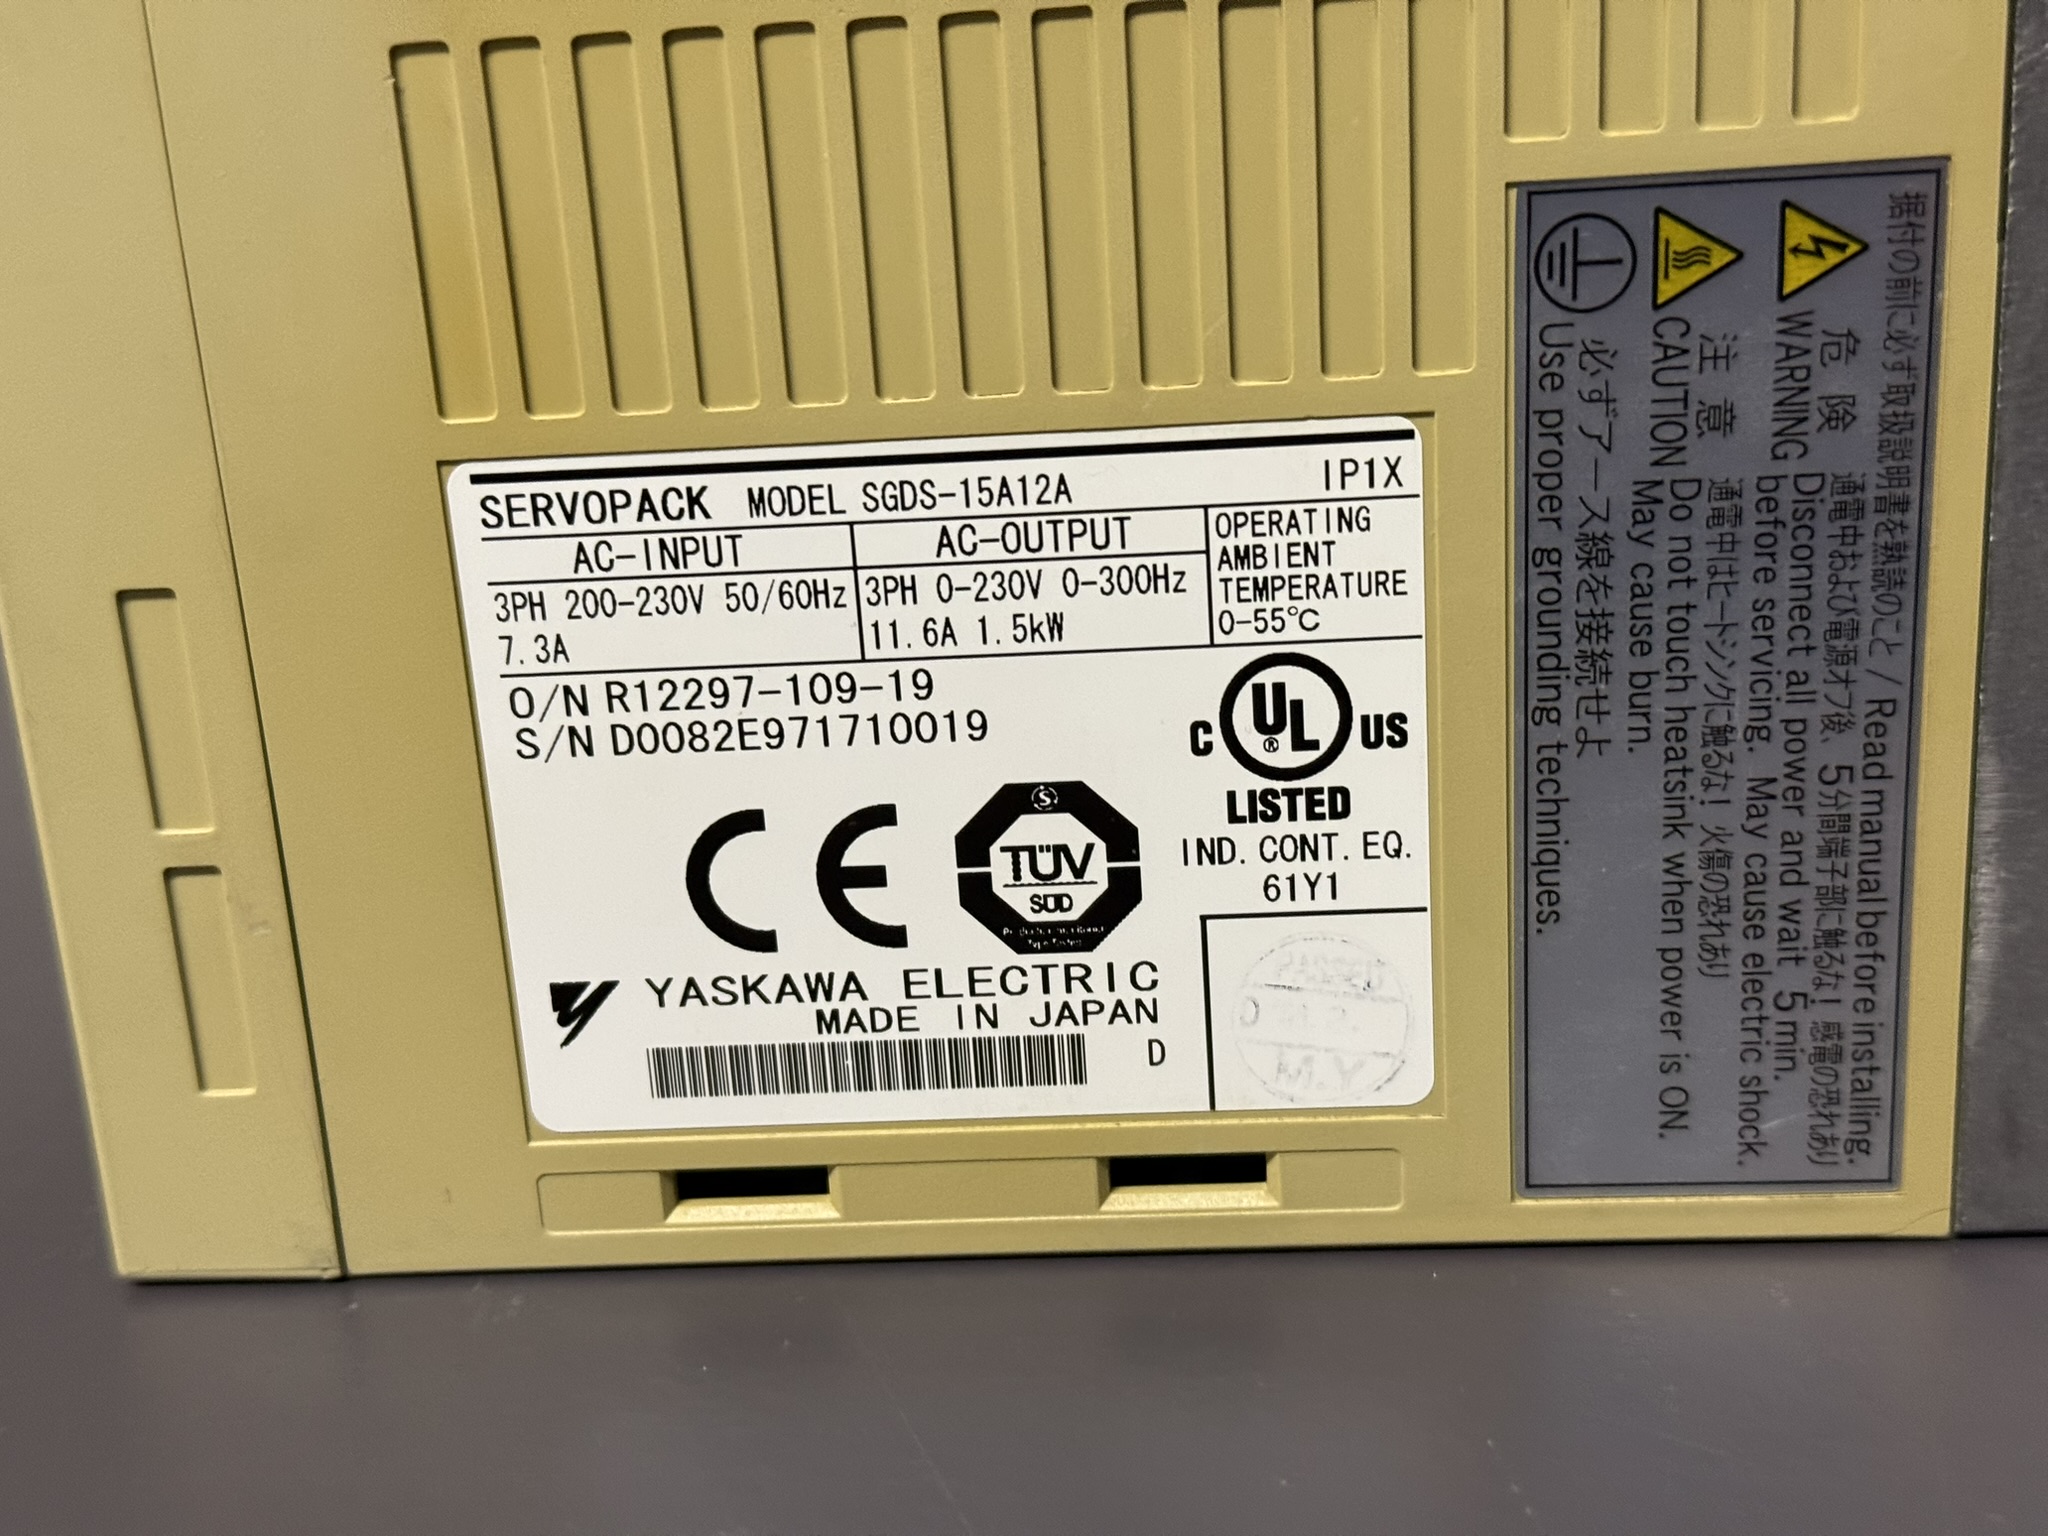 SERVOPACK MODEL SGDS-15A12A IP1X
AC-INPUT
3PH 200-230V 50/60Hz
7.3A
AC-OUTPUT
3PH 0-230V 0-300Hz
11.6A 1.5kW
OPERATING
AMBIENT
TEMPERATURE
0-55℃
O/N R12297-109-19
S/N D0082E971710019
C UL ® US
LISTED
IND. CONT. EQ.
61Y1
CE
TÜV
SÜD
YASKAWA ELECTRIC
MADE IN JAPAN
D
Y.M
据付の前に必ず取扱説明書を熟読のこと / Read manual before installing.
危険 通電中および電源オフ後、5分間端子部に触るな! 感電の恐れあり
WARNING Disconnect all power and wait 5 min.
before servicing. May cause electric shock.
注意 通電中はヒートシンクに触るな! 火傷の恐れあり
CAUTION Do not touch heatsink when power is ON.
May cause burn.
必ずアース線を接続せよ
Use proper grounding techniques.